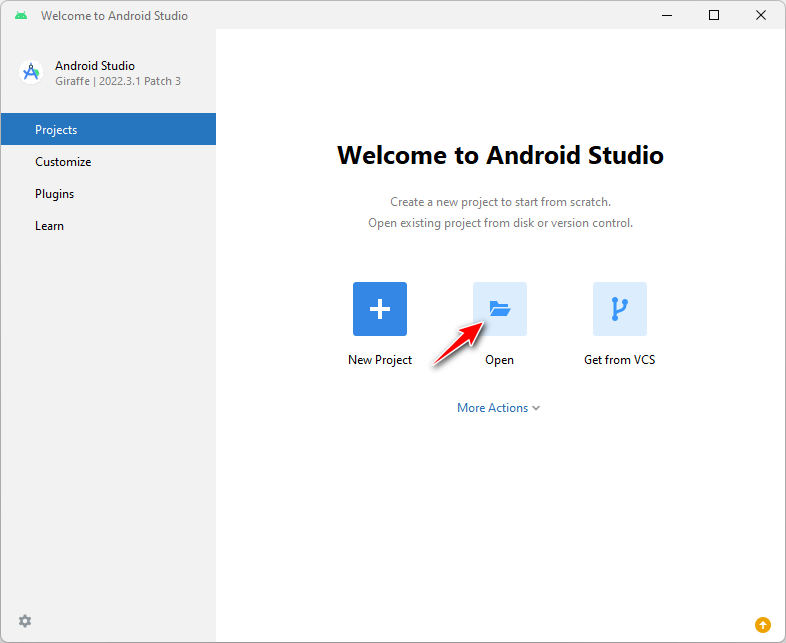 Welcome to Android Studio
Android Studio
Giraffe | 2022.3.1 Patch 3
Projects
Customize
Plugins
Learn
Welcome to Android Studio
Create a new project to start from scratch.
Open existing project from disk or version control.
New Project
Open
Get from VCS
More Actions